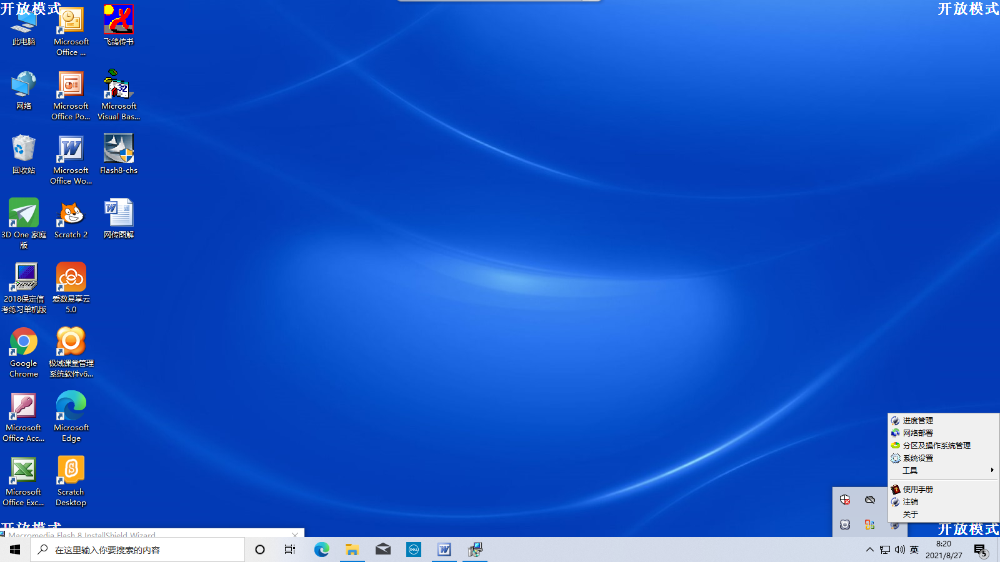 开放模式
开放模式
此电脑
Microsoft
Office ...
飞鸽传书
网络
Microsoft
Office Po...
Microsoft
Visual Bas...
回收站
Microsoft
Office Wo...
Flash8-chs
3D One 家庭
版
Scratch 2
网传图解
2018保定信
考练习单机版
爱数易享云
5.0
Google
Chrome
极域课堂管理
系统软件v6...
Microsoft
Office Acc...
Microsoft
Edge
Microsoft
Office Exc...
Scratch
Desktop
进度管理
网络部署
分区及操作系统管理
系统设置
工具
使用手册
注销
关于
开放模式
开放模式
Macromedia Flash 8 InstallShield Wizard
在这里输入你要搜索的内容
DELL
英
8:20
2021/8/27
5